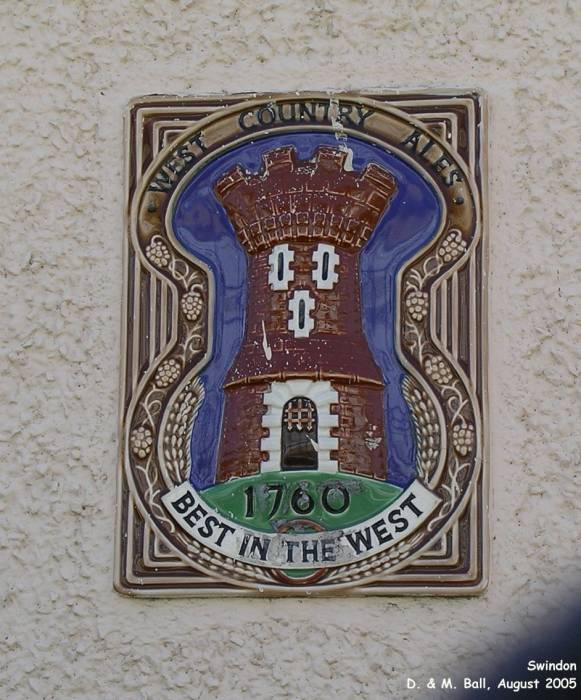 WEST COUNTRY ALES
1760
BEST IN THE WEST
Swindon
D. & M. Ball, August 2005